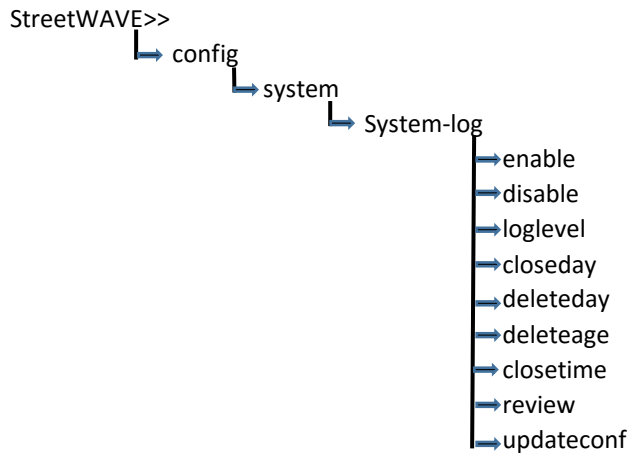 StreetWAVE>>
config
system
System-log
enable
disable
loglevel
closeday
deleteday
deleteage
closetime
review
updateconf